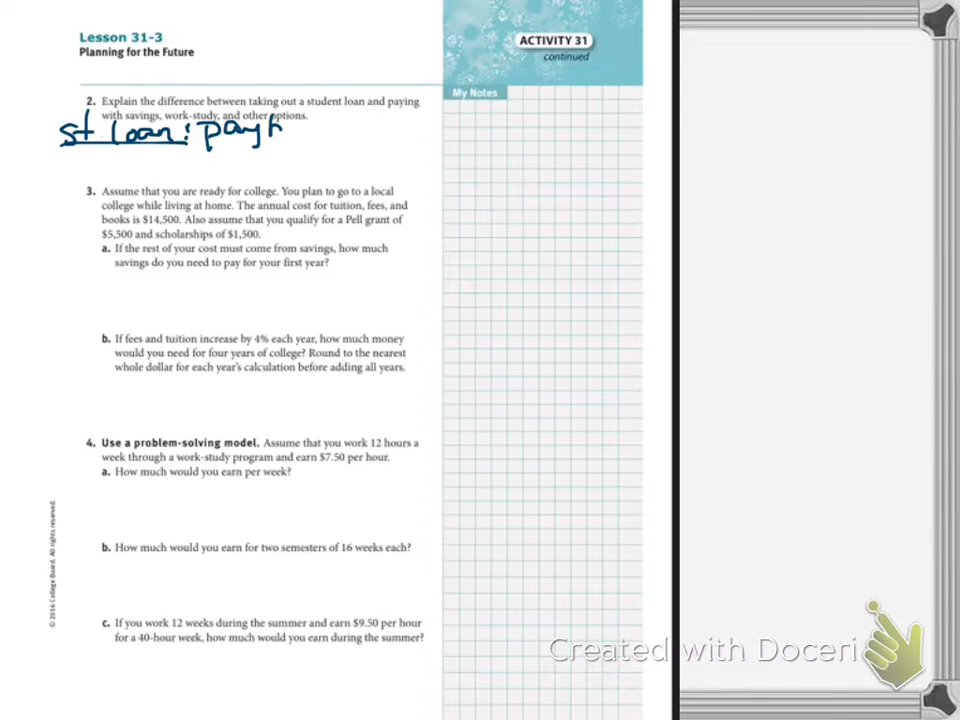 Lesson 31-3
Planning for the Future
ACTIVITY 31
continued
My Notes
2. Explain the difference between taking out a student loan and paying
with savings, work-study, and other options.
st loan: pay
3. Assume that you are ready for college. You plan to go to a local
college while living at home. The annual cost for tuition, fees, and
books is $14,500. Also assume that you qualify for a Pell grant of
$5,500 and scholarships of $1,500.
a. If the rest of your cost must come from savings, how much
savings do you need to pay for your first year?
b. If fees and tuition increase by 4% each year, how much money
would you need for four years of college? Round to the nearest
whole dollar for each year's calculation before adding all years.
4. Use a problem-solving model. Assume that you work 12 hours a
week through a work-study program and earn $7.50 per hour.
a. How much would you earn per week?
b. How much would you earn for two semesters of 16 weeks each?
c. If you work 12 weeks during the summer and earn $9.50 per hour
for a 40-hour week, how much would you earn during the summer?
© 2014 College Board. All rights reserved.
Created with Doceri